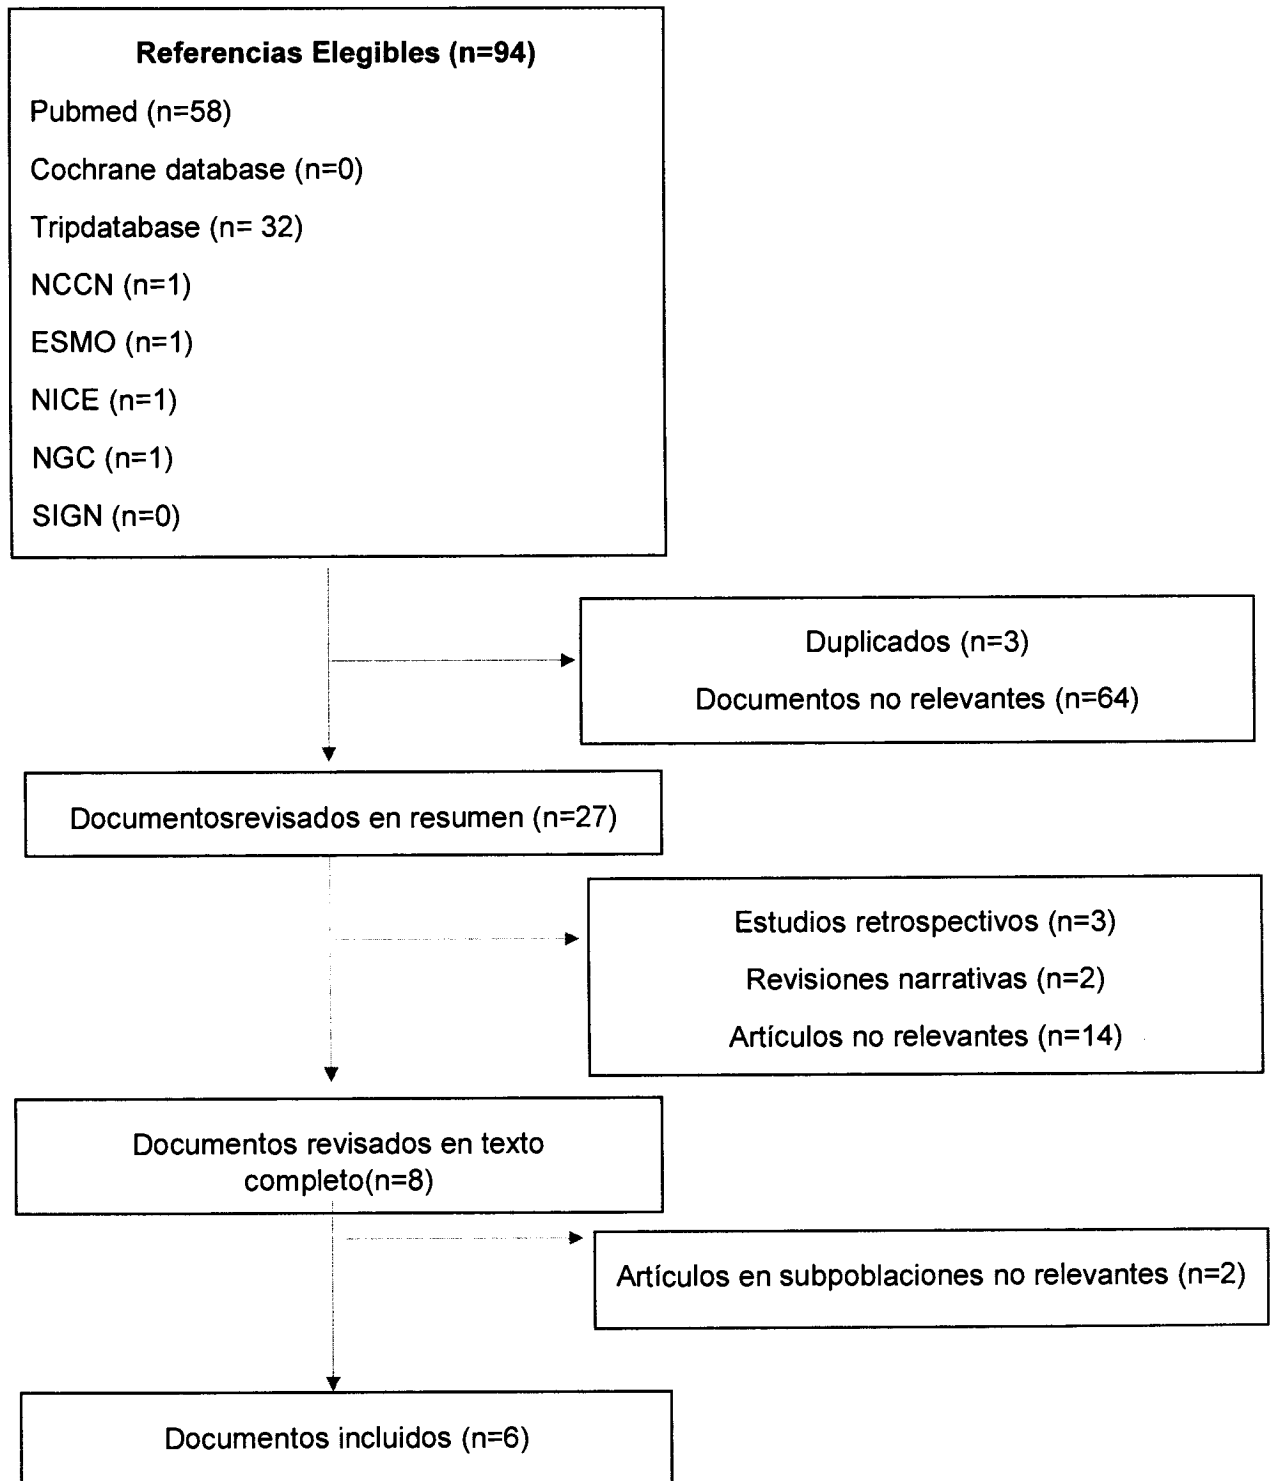 Referencias Elegibles (n=94)
Pubmed (n=58)
Cochrane database (n=0)
Tripdatabase (n= 32)
NCCN (n=1)
ESMO (n=1)
NICE (n=1)
NGC (n=1)
SIGN (n=0)
Duplicados (n=3)
Documentos no relevantes (n=64)
Documentosrevisados en resumen (n=27)
Estudios retrospectivos (n=3)
Revisiones narrativas (n=2)
Artículos no relevantes (n=14)
Documentos revisados en texto
completo(n=8)
Artículos en subpoblaciones no relevantes (n=2)
Documentos incluidos (n=6)